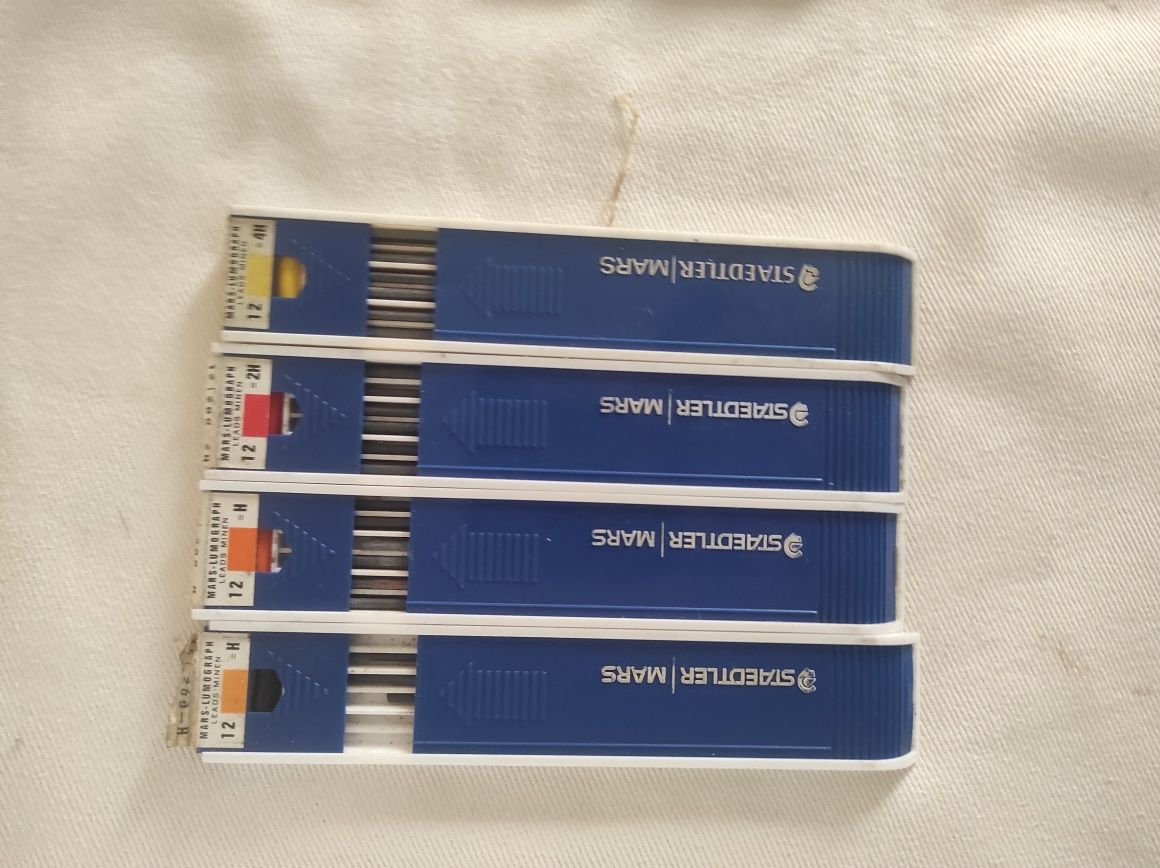 MARS-LUMOGRAPH
LEADS MINEN
12 = 4H
STAEDTLER | MARS
MARS-LUMOGRAPH
LEADS MINEN
12 = 2H
STAEDTLER | MARS
MARS-LUMOGRAPH
LEADS MINEN
12 = H
STAEDTLER | MARS
MARS-LUMOGRAPH
LEADS MINEN
12 = H
STAEDTLER | MARS